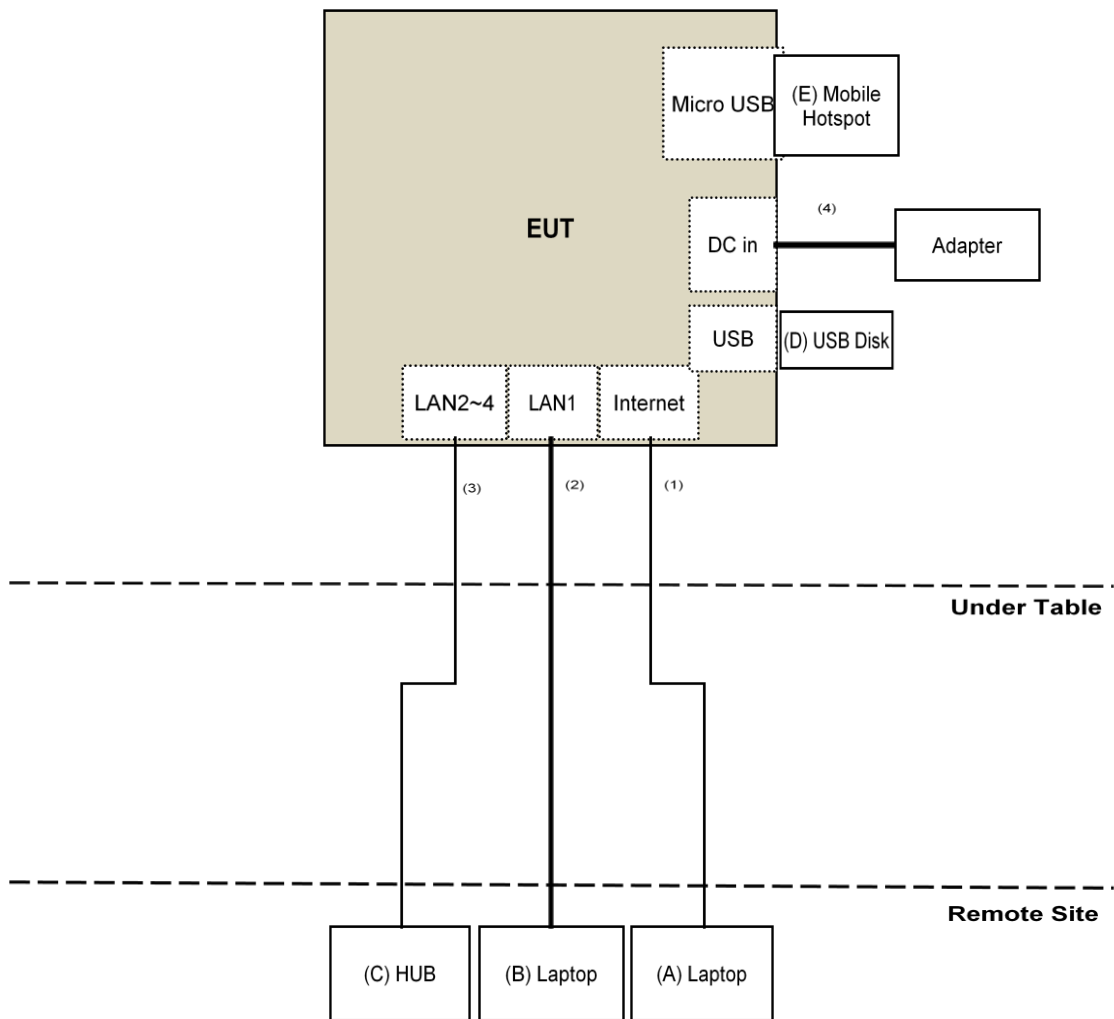 Micro USB
(E) Mobile
Hotspot
(4)
EUT
DC in
Adapter
USB
(D) USB Disk
LAN2~4
LAN1
Internet
(3)
(2)
(1)
Under Table
Remote Site
(C) HUB
(B) Laptop
(A) Laptop